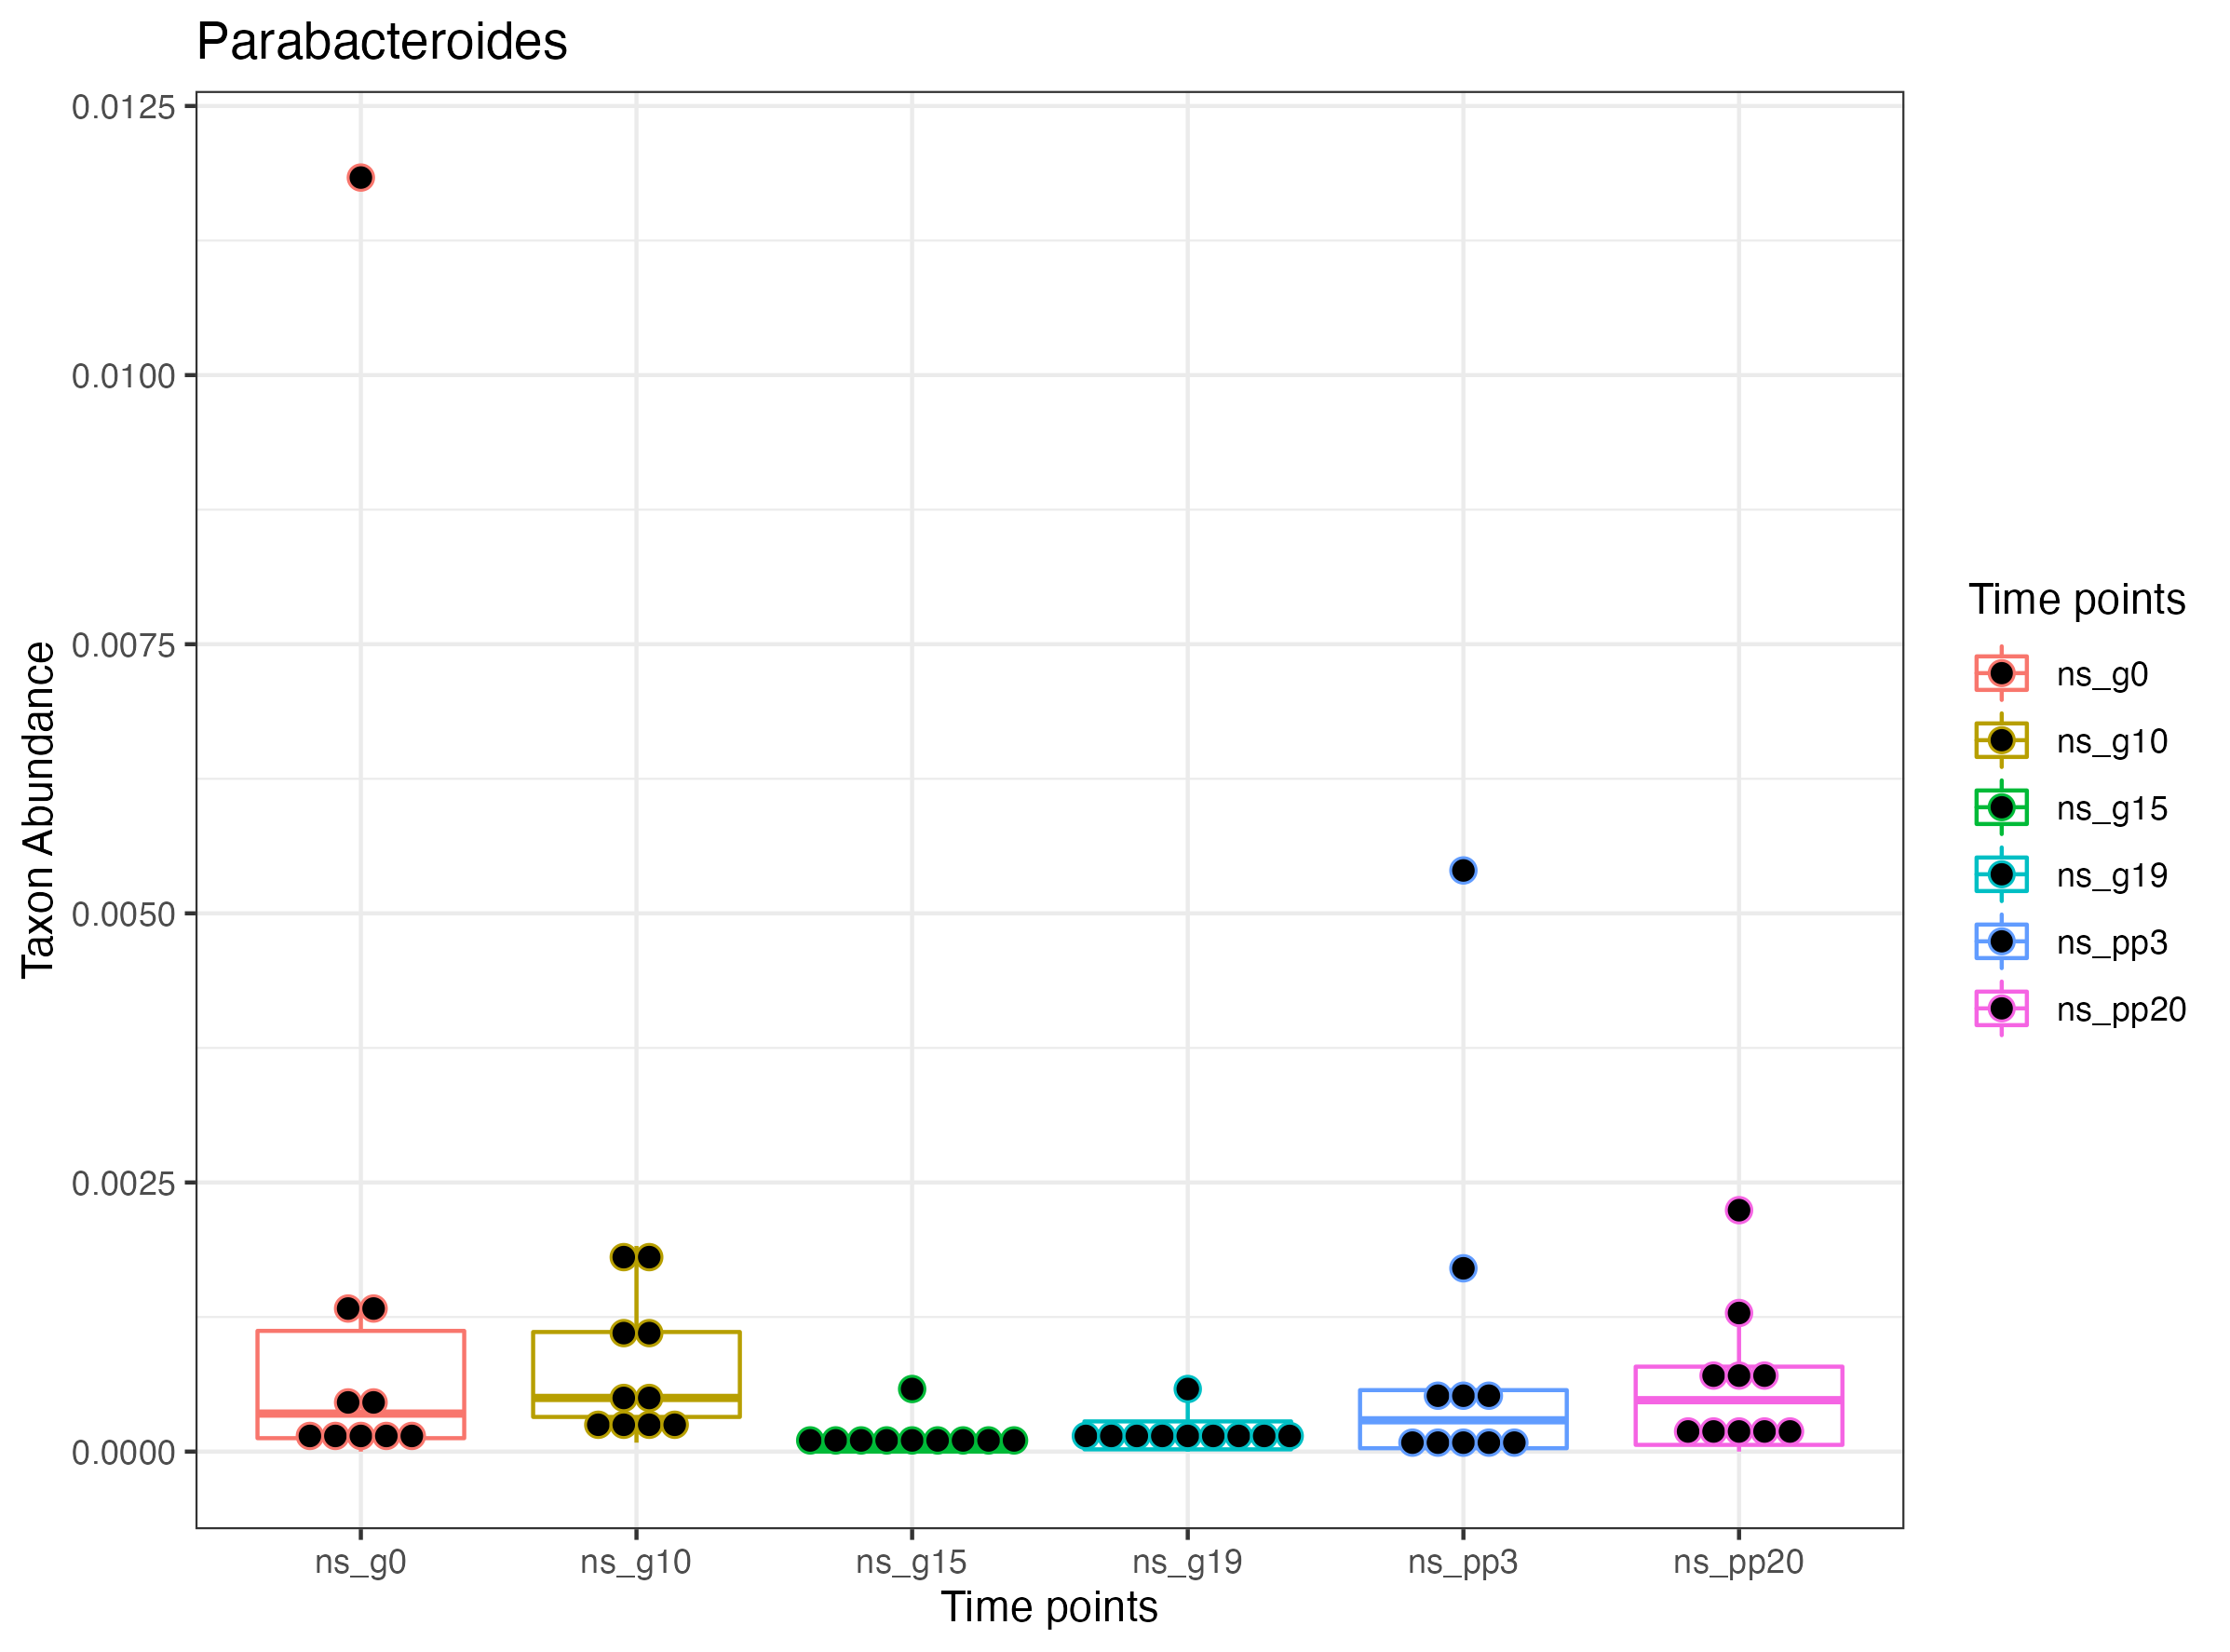 Parabacteroides
0.0125
0.0100
0.0075
0.0050
0.0025
0.0000
Taxon Abundance
ns_g0
ns_g10
ns_g15
ns_g19
ns_pp3
ns_pp20
Time points
Time points
ns_g0
ns_g10
ns_g15
ns_g19
ns_pp3
ns_pp20